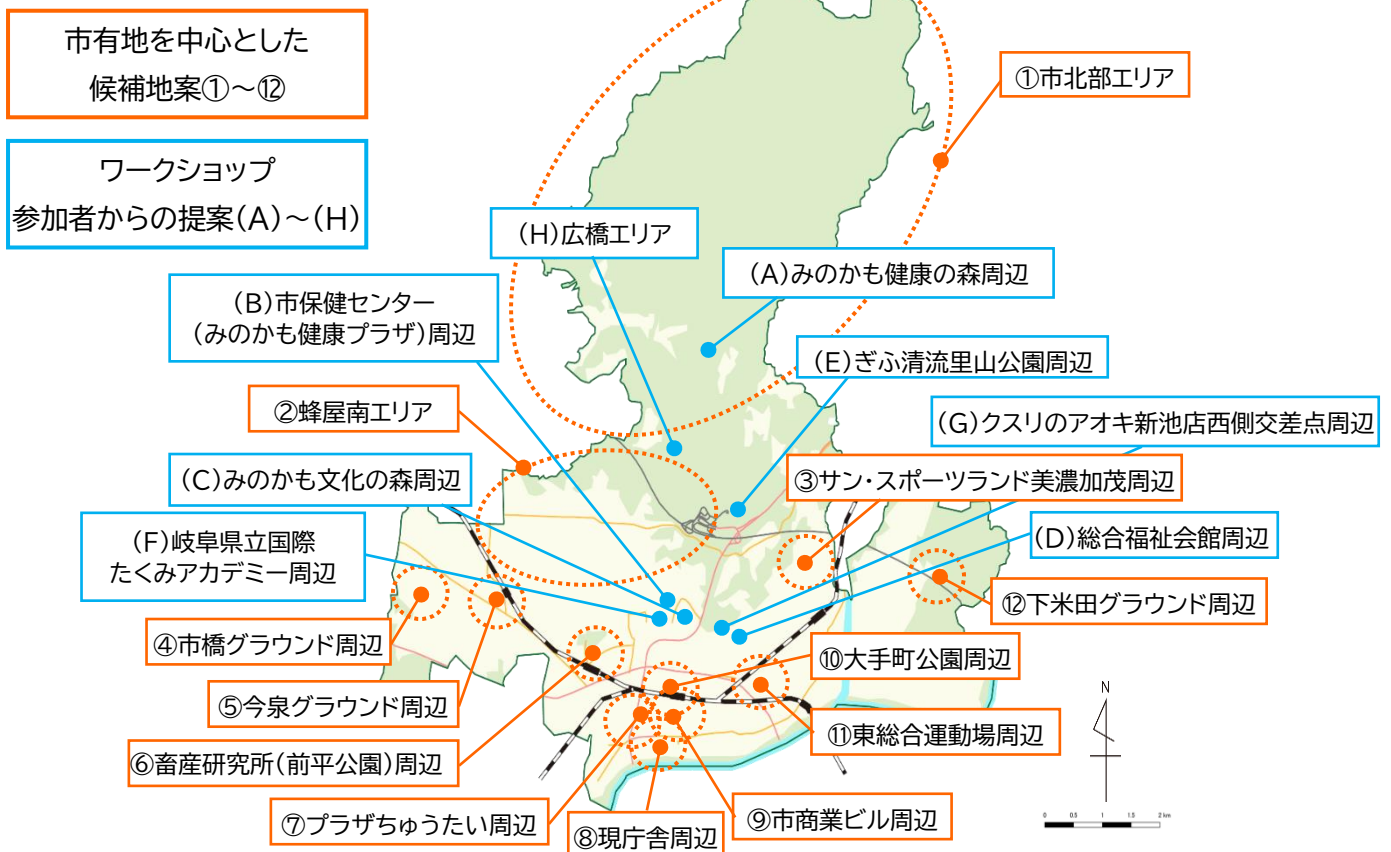 市有地を中心とした
候補地案①～⑫
ワークショップ
参加者からの提案(A)～(H)
①市北部エリア
(H)広橋エリア
(A)みのかも健康の森周辺
(B)市保健センター
(みのかも健康プラザ)周辺
(E)ぎふ清流里山公園周辺
②蜂屋南エリア
(G)クスリのアオキ新池店西側交差点周辺
(C)みのかも文化の森周辺
③サン・スポーツランド美濃加茂周辺
(F)岐阜県立国際
たくみアカデミー周辺
(D)総合福祉会館周辺
⑫下米田グラウンド周辺
④市橋グラウンド周辺
⑩大手町公園周辺
⑤今泉グラウンド周辺
⑪東総合運動場周辺
⑥畜産研究所(前平公園)周辺
⑦プラザちゅうたい周辺
⑧現庁舎周辺
⑨市商業ビル周辺
N
0 0.5 1 1.5 2 km